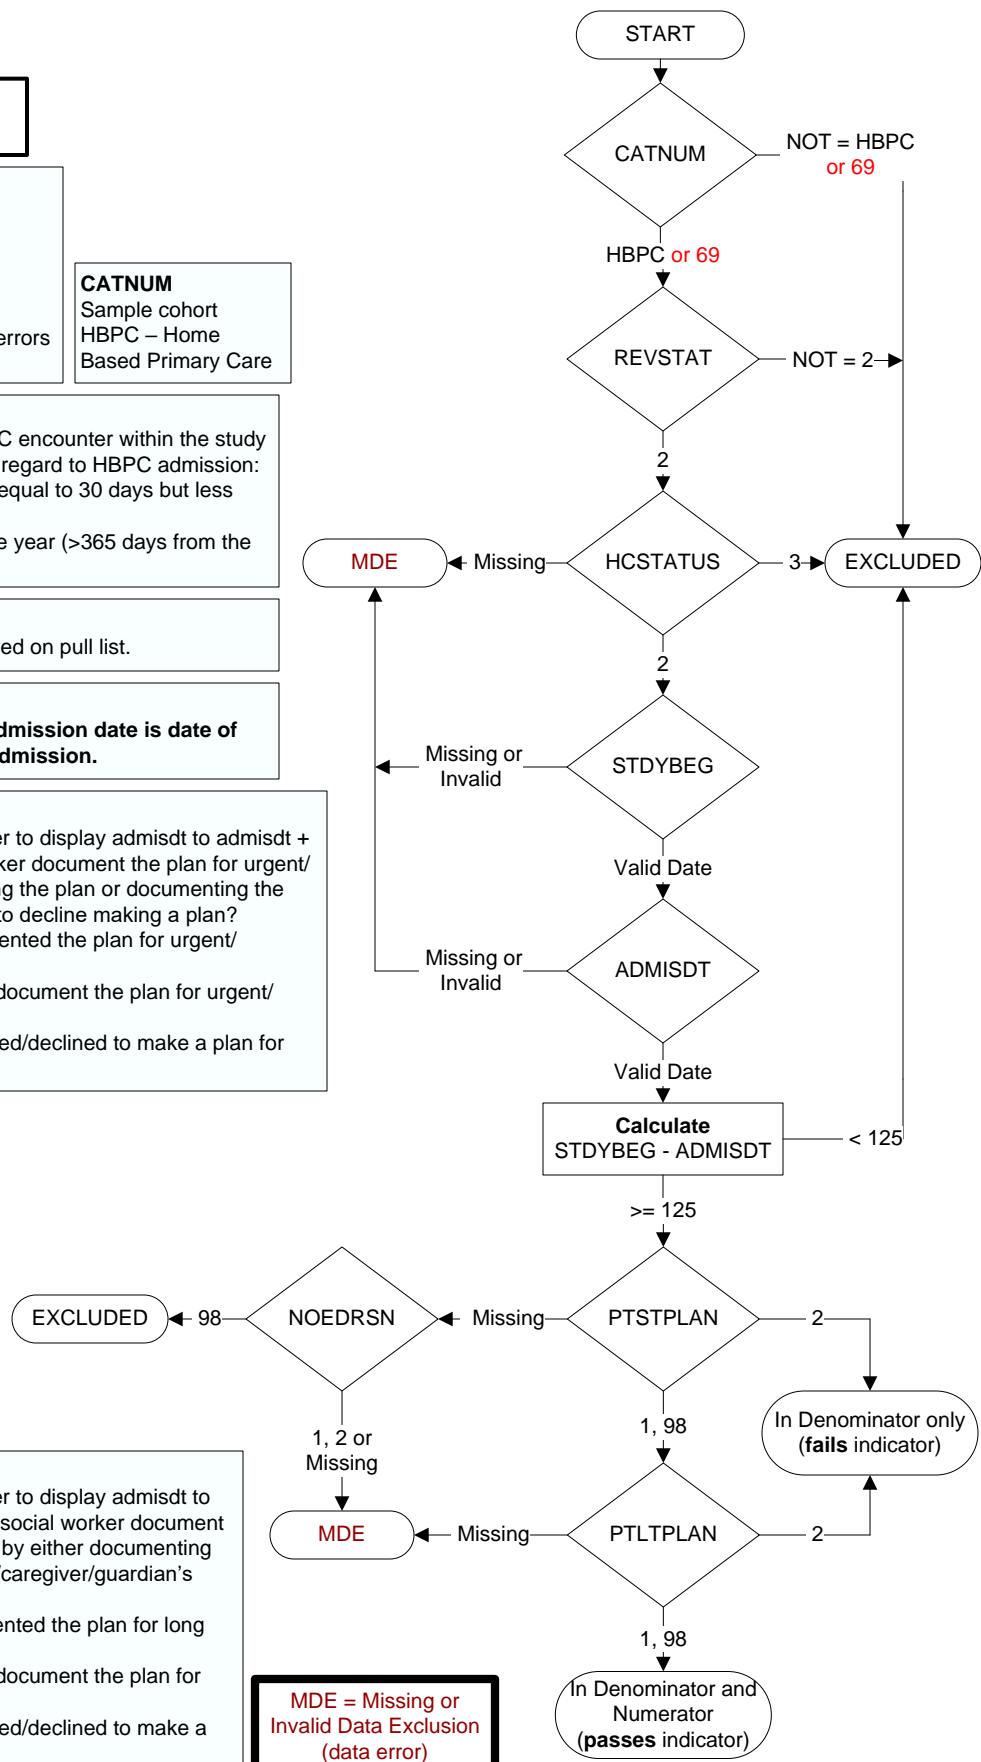 START
CATNUM
NOT = HBPC
or 69
HBPC or 69
errors
CATNUM
Sample cohort
HBPC – Home
Based Primary Care
REVSTAT
NOT = 2
C encounter within the study
regard to HBPC admission:
equal to 30 days but less
e year (>365 days from the
2
MDE
Missing
HCSTATUS
3
EXCLUDED
ed on pull list.
2
dmission date is date of
dmission.
Missing or
Invalid
STDYBEG
er to display admisdt to admisdt +
ker document the plan for urgent/
ng the plan or documenting the
to decline making a plan?
ented the plan for urgent/
document the plan for urgent/
ed/declined to make a plan for
Valid Date
Missing or
Invalid
ADMISDT
Valid Date
Calculate
STDYBEG - ADMISDT
< 125
>= 125
EXCLUDED
98
NOEDRSN
Missing
PTSTPLAN
2
1, 2 or
Missing
1, 98
In Denominator only
(fails indicator)
er to display admisdt to
social worker document
by either documenting
/caregiver/guardian's
ented the plan for long
document the plan for
ed/declined to make a
MDE
Missing
PTLTPLAN
2
1, 98
MDE = Missing or
Invalid Data Exclusion
(data error)
In Denominator and
Numerator
(passes indicator)